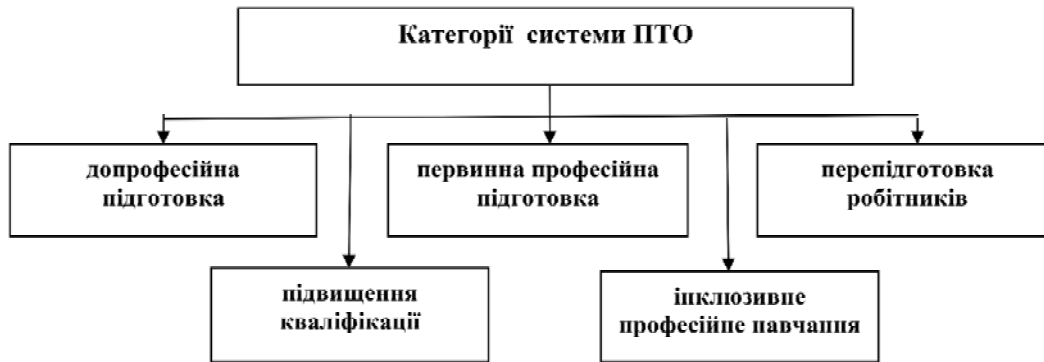 Категорії системи ПТО
допрофесійна
підготовка
первинна професійна
підготовка
перепідготовка
робітників
підвищення
кваліфікації
інклюзивне
професійне навчання